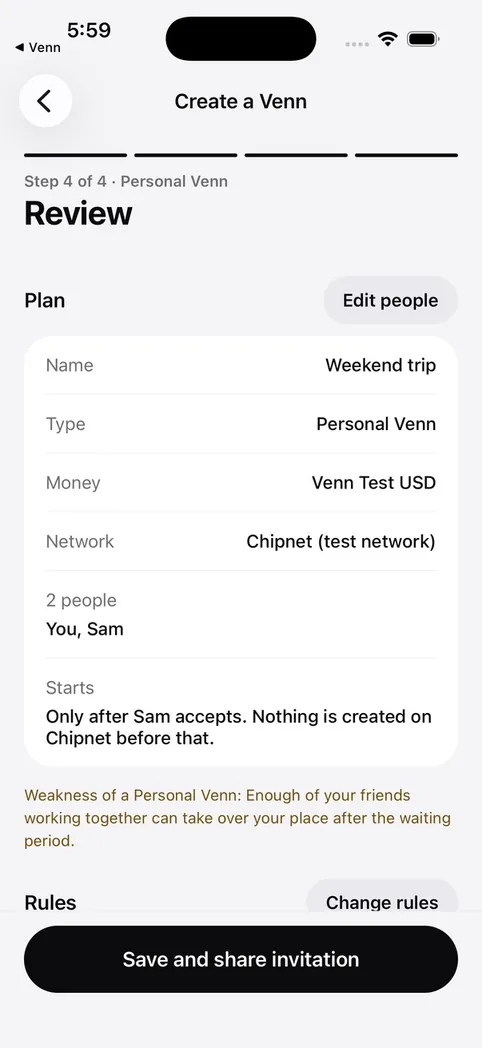 5:59
◀ Venn
Create a Venn
Step 4 of 4 · Personal Venn
Review
Plan
Edit people
Name
Weekend trip
Type
Personal Venn
Money
Venn Test USD
Network
Chipnet (test network)
2 people
You, Sam
Starts
Only after Sam accepts. Nothing is created on
Chipnet before that.
Weakness of a Personal Venn: Enough of your friends
working together can take over your place after the waiting
period.
Rules
Change rules
Save and share invitation